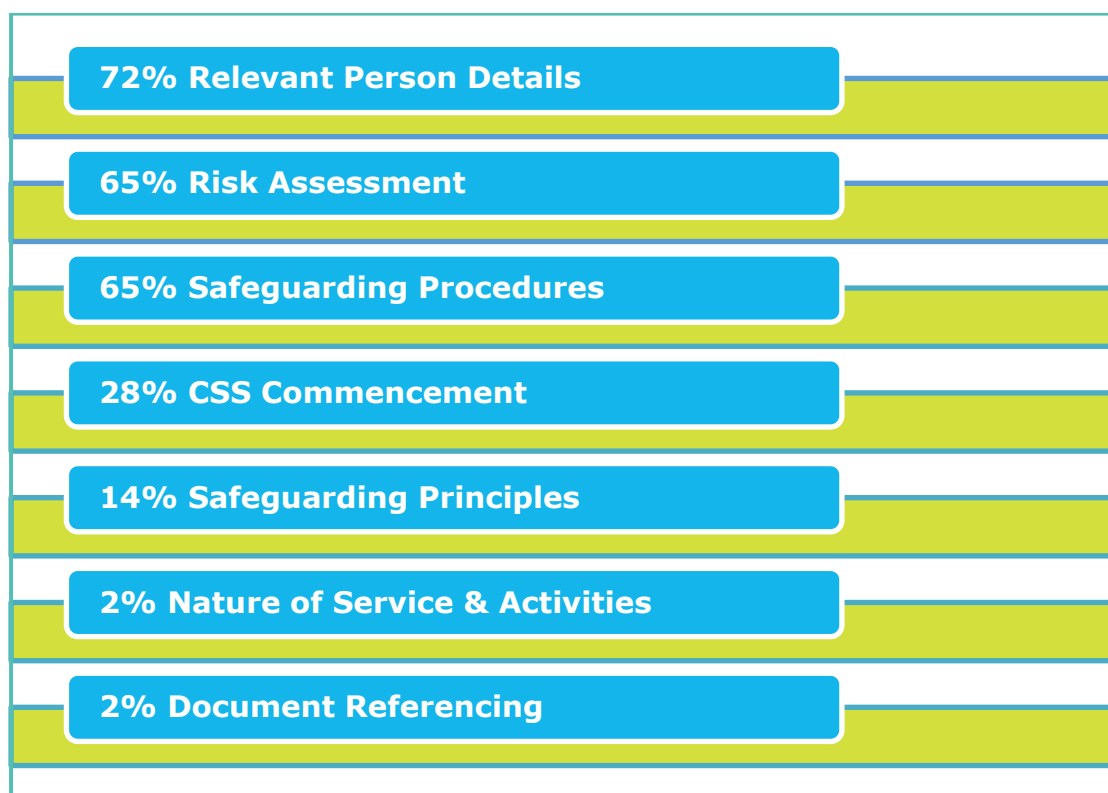 72% Relevant Person Details
65% Risk Assessment
65% Safeguarding Procedures
28% CSS Commencement
14% Safeguarding Principles
2% Nature of Service & Activities
2% Document Referencing